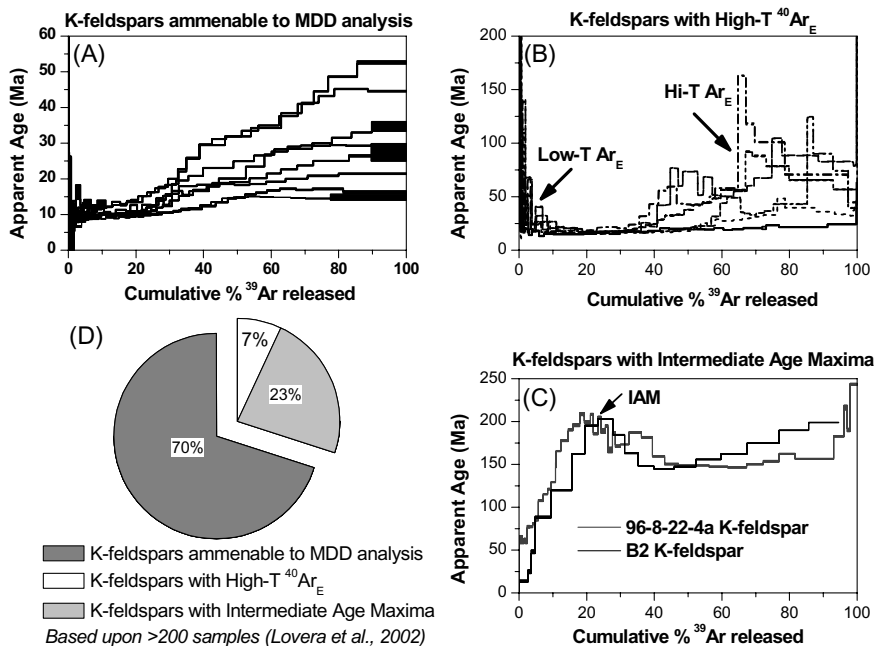 K-feldspars ammenable to MDD analysis
(A)
Apparent Age (Ma)
60
50
40
30
20
10
0
0 20 40 60 80 100
Cumulative % ³⁹Ar released
K-feldspars with High-T ⁴⁰Ar_E
(B)
Apparent Age (Ma)
200
150
100
50
0
Hi-T Ar_E
Low-T Ar_E
0 20 40 60 80 100
Cumulative % ³⁹Ar released
(D)
7%
23%
70%
K-feldspars ammenable to MDD analysis
K-feldspars with High-T ⁴⁰Ar_E
K-feldspars with Intermediate Age Maxima
Based upon >200 samples (Lovera et al., 2002)
K-feldspars with Intermediate Age Maxima
(C)
Apparent Age (Ma)
250
200
150
100
50
0
IAM
96-8-22-4a K-feldspar
B2 K-feldspar
0 20 40 60 80 100
Cumulative % ³⁹Ar released